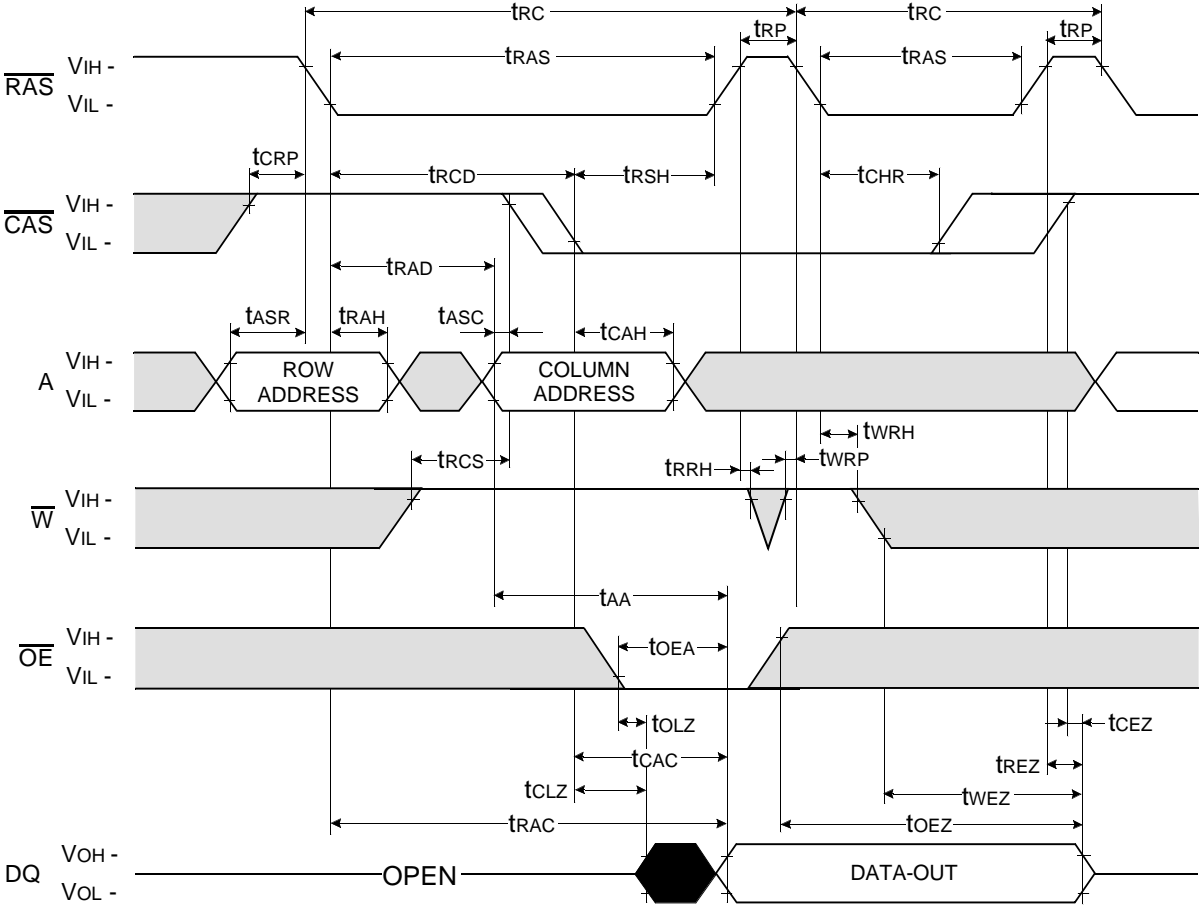 tRC tRC
tRP tRP
tRAS tRAS
RAS VIH -
VIL -
tCRP tRCD tRSH tCHR
CAS VIH -
VIL -
tRAD
tASR tRAH tASC tCAH
A VIH -
VIL -
ROW
ADDRESS
COLUMN
ADDRESS
tWRH
tRCS tRRH tWRP
W VIH -
VIL -
tAA
OE VIH -
VIL -
tOEA
tOLZ tCEZ
tCAC tREZ
tCLZ tWEZ
tRAC tOEZ
DQ VOH -
VOL -
OPEN DATA-OUT